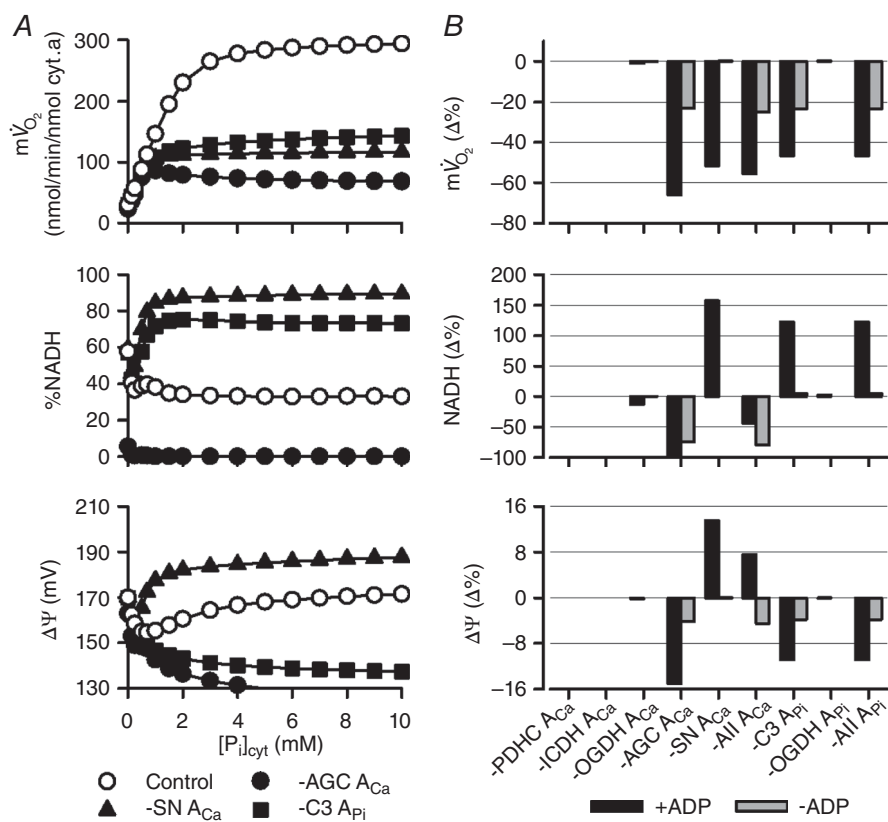 A
mV̇O₂
(nmol/min/nmol cyt.a)
300
200
100
0
%NADH
100
80
60
40
20
0
ΔΨ (mV)
210
190
170
150
130
0 2 4 6 8 10
[Pi]cyt (mM)
Control
-AGC ACa
-SN ACa
-C3 APi
B
mV̇O₂ (Δ%)
0
−20
−40
−60
−80
NADH (Δ%)
200
150
100
50
0
−50
−100
ΔΨ (Δ%)
16
8
0
−8
−16
-PDHC ACa
-ICDH ACa
-OGDH ACa
-AGC ACa
-SN ACa
-All ACa
-C3 APi
-OGDH APi
-All APi
+ADP
-ADP